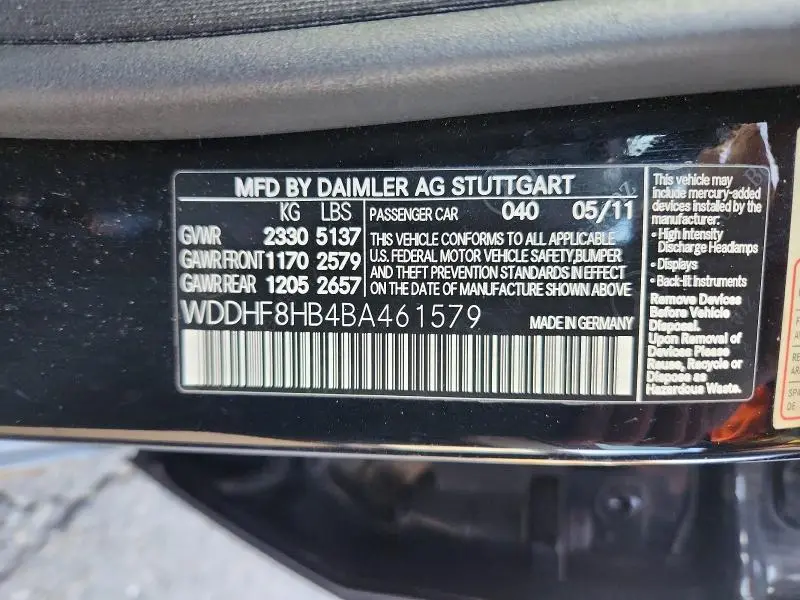 MFD BY DAIMLER AG STUTTGART
KG LBS
GVWR 2330 5137
GAWR FRONT 1170 2579
GAWR REAR 1205 2657
PASSENGER CAR 040 05/11
THIS VEHICLE CONFORMS TO ALL APPLICABLE
U.S. FEDERAL MOTOR VEHICLE SAFETY,BUMPER
AND THEFT PREVENTION STANDARDS IN EFFECT
ON THE DATE OF MANUFACTURE SHOWN ABOVE.
WDDHF8HB4BA461579 MADE IN GERMANY
This vehicle may
include mercury-added
devices installed by the
manufacturer:
• High Intensity
Discharge Headlamps
• Displays
• Back-lit Instruments
Remove Devices
Before Vehicle
Disposal.
Upon Removal of
Devices Please
Reuse, Recycle or
Dispose as
Hazardous Waste.